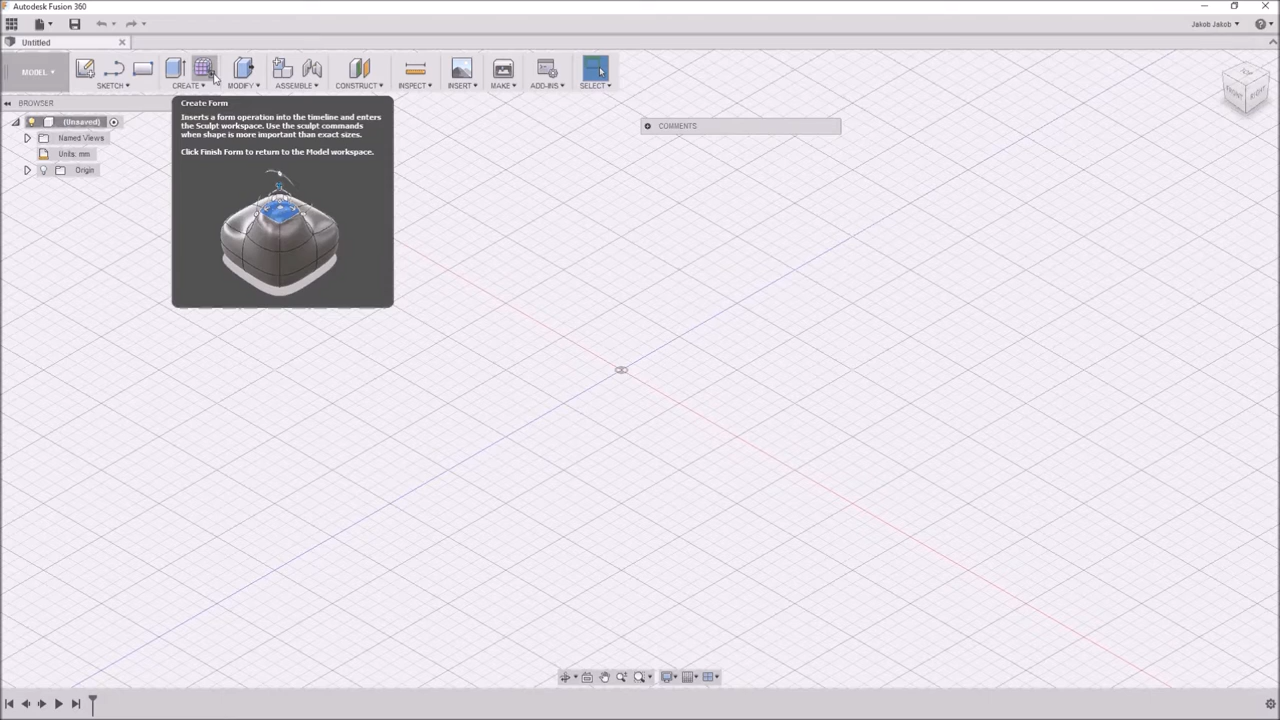 Autodesk Fusion 360
Jakob Jakob
Untitled
MODEL
SKETCH
CREATE
MODIFY
ASSEMBLE
CONSTRUCT
INSPECT
INSERT
MAKE
ADD-INS
SELECT
BROWSER
(Unsaved)
Named Views
Units: mm
Origin
Create Form
Inserts a form operation into the timeline and enters
the Sculpt workspace. Use the sculpt commands
when shape is more important than exact sizes.
Click Finish Form to return to the Model workspace.
COMMENTS